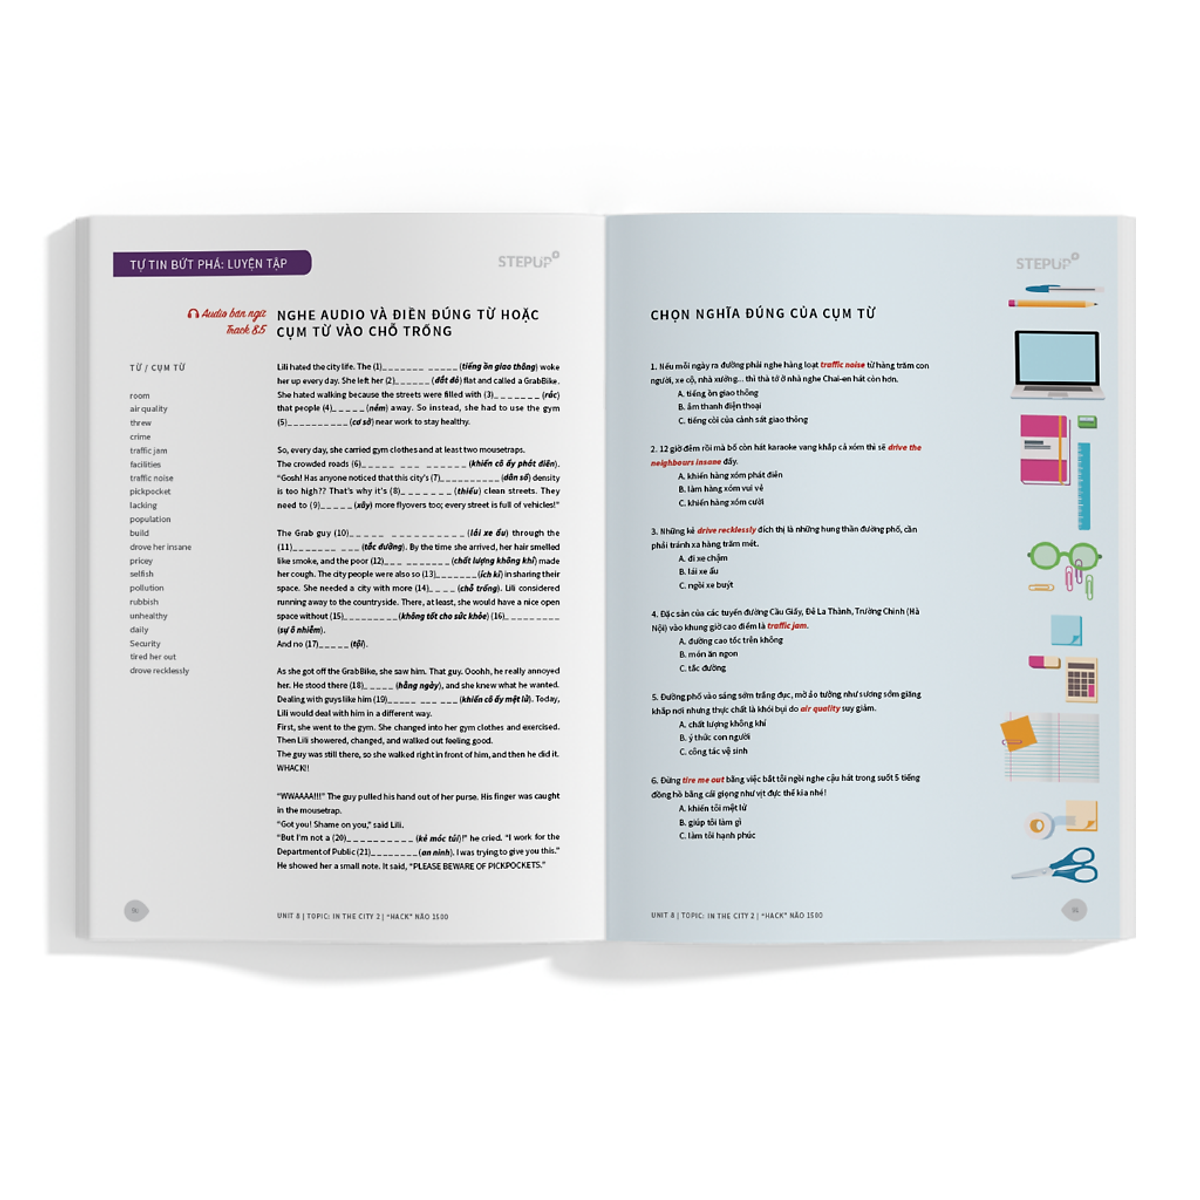 TỰ TIN BỨT PHÁ: LUYỆN TẬP
STEPUP
Audio bản ngữ
Track 8.5
NGHE AUDIO VÀ ĐIỀN ĐÚNG TỪ HOẶC
CỤM TỪ VÀO CHỖ TRỐNG
TỪ / CỤM TỪ
room
air quality
threw
crime
traffic jam
facilities
traffic noise
pickpocket
lacking
population
build
drove her insane
pricey
selfish
pollution
rubbish
unhealthy
daily
Security
tired her out
drove recklessly
Lili hated the city life. The (1)_______ _____ (tiếng ồn giao thông) woke
her up every day. She left her (2)______ (đắt đỏ) flat and called a GrabBike.
She hated walking because the streets were filled with (3)_______ (rác)
that people (4)_____ (ném) away. So instead, she had to use the gym
(5)__________ (cơ sở) near work to stay healthy.
So, every day, she carried gym clothes and at least two mousetraps.
The crowded roads (6)_____ ___ ______ (khiến cô ấy phát điên).
"Gosh! Has anyone noticed that this city's (7)__________ (dân số) density
is too high?? That's why it's (8)_______ (thiếu) clean streets. They
need to (9)_____ (xây) more flyovers too; every street is full of vehicles!"
The Grab guy (10)____________________ (lái xe ẩu) through the
(11)_______ ___ (tắc đường). By the time she arrived, her hair smelled
like smoke, and the poor (12)___ _______ (chất lượng không khí) made
her cough. The city people were also so (13)_______ (ích kỉ) in sharing their
space. She needed a city with more (14)____ (chỗ trống). Lili considered
running away to the countryside. There, at least, she would have a nice open
space without (15)_________ (không tốt cho sức khỏe) (16)_________
(sự ô nhiễm).
And no (17)_____ (tội).
As she got off the GrabBike, she saw him. That guy. Ooohh, he really annoyed
her. He stood there (18)_____ (hằng ngày), and she knew what he wanted.
Dealing with guys like him (19)_____ ___ ___ (khiến cô ấy mệt lử). Today,
Lili would deal with him in a different way.
First, she went to the gym. She changed into her gym clothes and exercised.
Then Lili showered, changed, and walked out feeling good.
The guy was still there, so she walked right in front of him, and then he did it.
WHACK!!
"WWAAAA!!!" The guy pulled his hand out of her purse. His finger was caught
in the mousetrap.
"Got you! Shame on you," said Lili.
"But I'm not a (20)___________ (kẻ móc túi)!" he cried. "I work for the
Department of Public (21)________ (an ninh). I was trying to give you this."
He showed her a small note. It said, "PLEASE BEWARE OF PICKPOCKETS."
UNIT 8 | TOPIC: IN THE CITY 2 | "HACK" NÃO 1500
STEPUP
CHỌN NGHĨA ĐÚNG CỦA CỤM TỪ
1. Nếu mỗi ngày ra đường phải nghe hàng loạt traffic noise từ hàng trăm con
người, xe cộ, nhà xưởng... thì thà tớ ở nhà nghe Chai-en hát còn hơn.
A. tiếng ồn giao thông
B. âm thanh điện thoại
C. tiếng còi của cảnh sát giao thông
2. 12 giờ đêm rồi mà bố còn hát karaoke vang khắp cả xóm thì sẽ drive the
neighbours insane đấy.
A. khiến hàng xóm phát điên
B. làm hàng xóm vui vẻ
C. khiến hàng xóm cười
3. Những kẻ drive recklessly đích thị là những hung thần đường phố, cần
phải tránh xa hàng trăm mét.
A. đi xe chậm
B. lái xe ẩu
C. ngồi xe buýt
4. Đặc sản của các tuyến đường Cầu Giấy, Đê La Thành, Trường Chinh (Hà
Nội) vào khung giờ cao điểm là traffic jam.
A. đường cao tốc trên không
B. món ăn ngon
C. tắc đường
5. Đường phố vào sáng sớm trắng đục, mờ ảo tưởng như sương sớm giăng
khắp nơi nhưng thực chất là khói bụi do air quality suy giảm.
A. chất lượng không khí
B. ý thức con người
C. công tác vệ sinh
6. Đừng tire me out bằng việc bắt tôi ngồi nghe cậu hát trong suốt 5 tiếng
đồng hồ bằng cái giọng như vịt đực thế kia nhé!
A. khiến tôi mệt lử
B. giúp tôi làm gì
C. làm tôi hạnh phúc
UNIT 8 | TOPIC: IN THE CITY 2 | "HACK" NÃO 1500